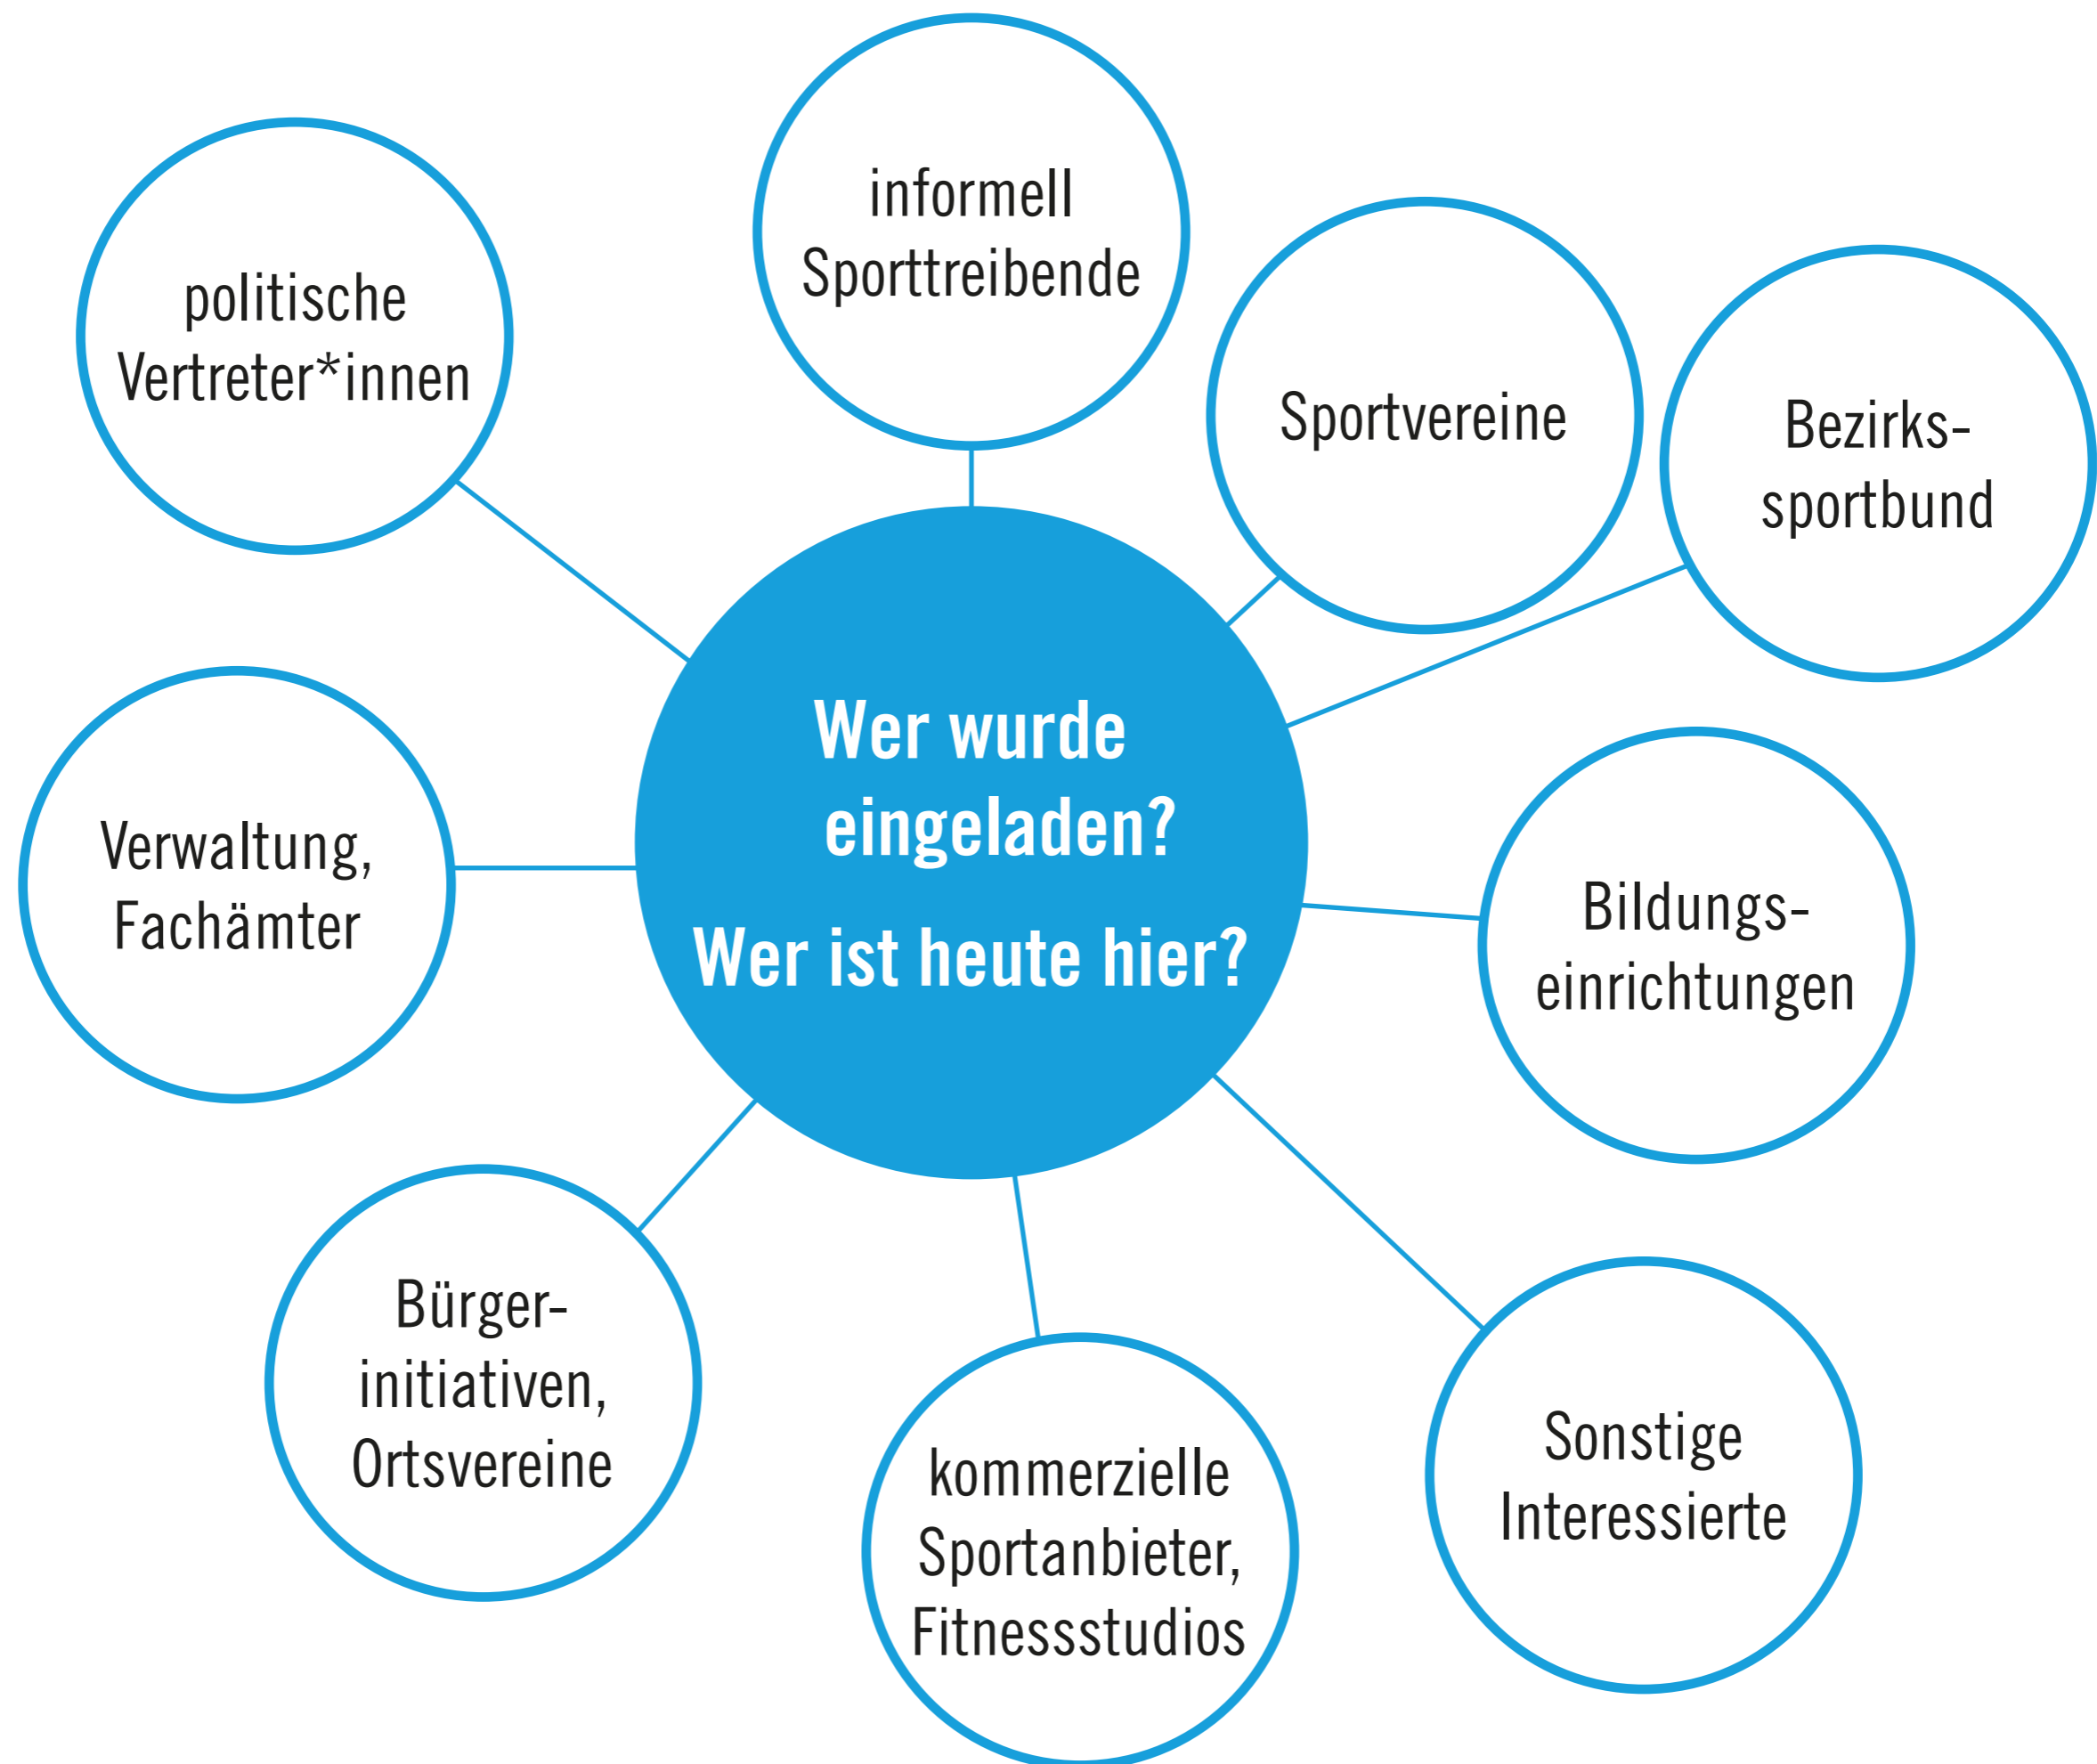 informell
Sporttreibende
politische
Vertreter*innen
Sportvereine
Bezirks-
sportbund
Wer wurde
eingeladen?
Wer ist heute hier?
Verwaltung,
Fachämter
Bildungs-
einrichtungen
Bürger-
initiativen,
Ortsvereine
kommerzielle
Sportanbieter,
Fitnessstudios
Sonstige
Interessierte